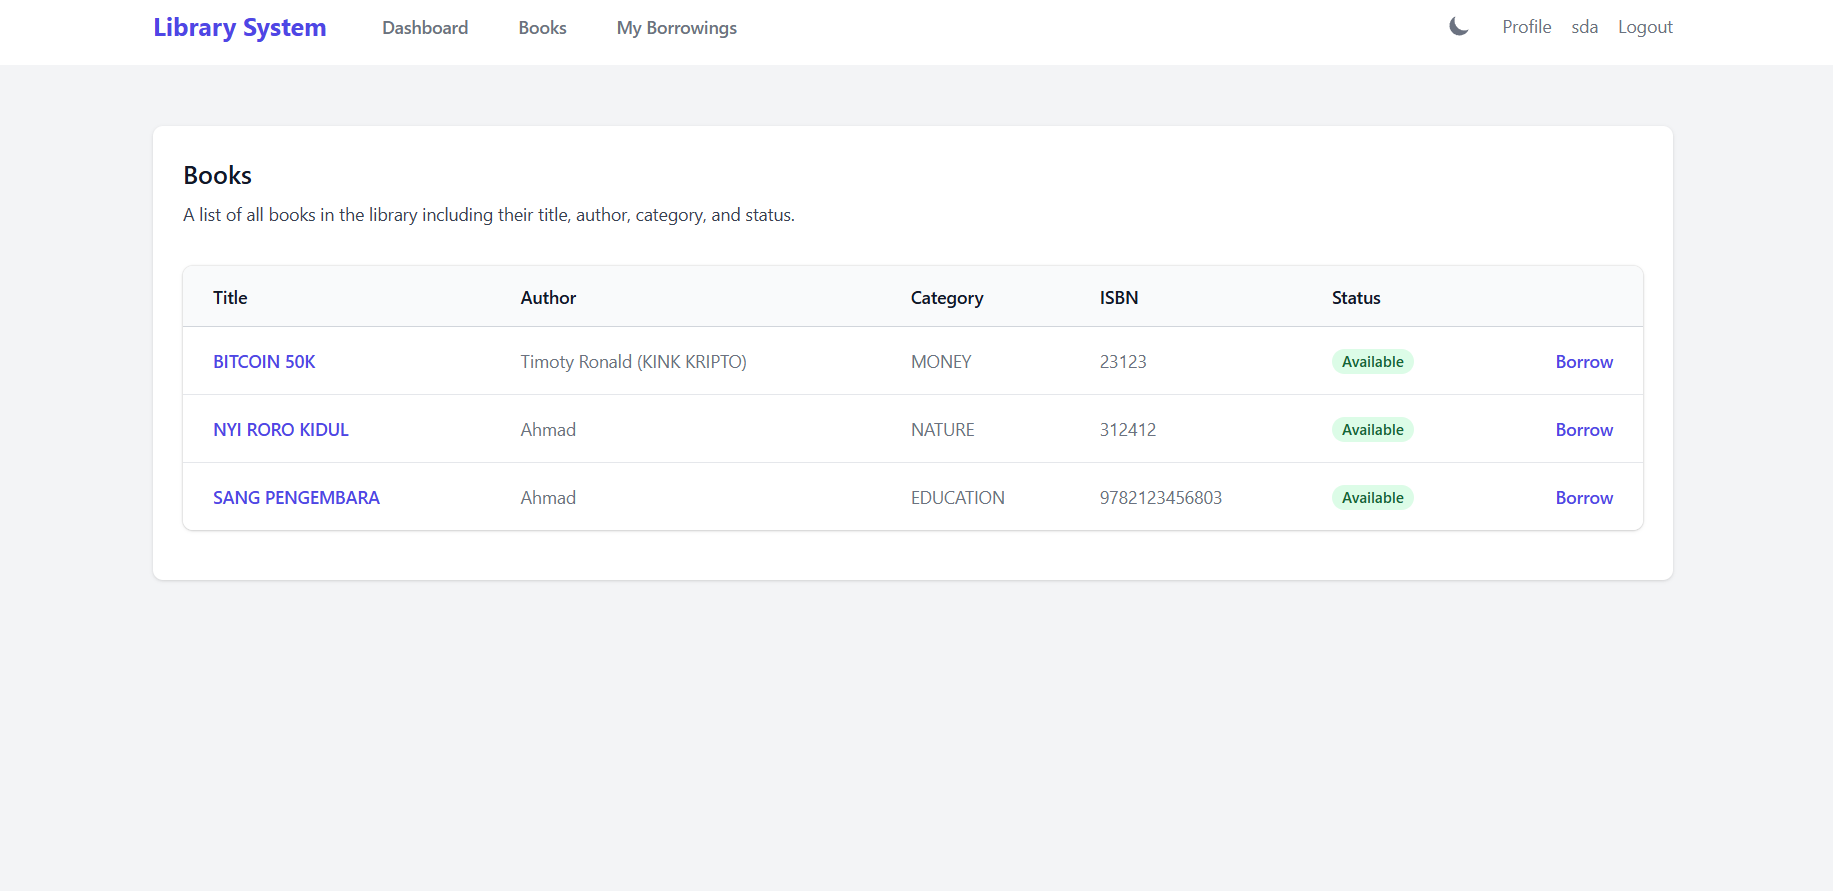 Library System Dashboard Books My Borrowings Profile sda Logout
Books
A list of all books in the library including their title, author, category, and status.
Title Author Category ISBN Status
BITCOIN 50K Timoty Ronald (KINK KRIPTO) MONEY 23123 Available Borrow
NYI RORO KIDUL Ahmad NATURE 312412 Available Borrow
SANG PENGEMBARA Ahmad EDUCATION 9782123456803 Available Borrow